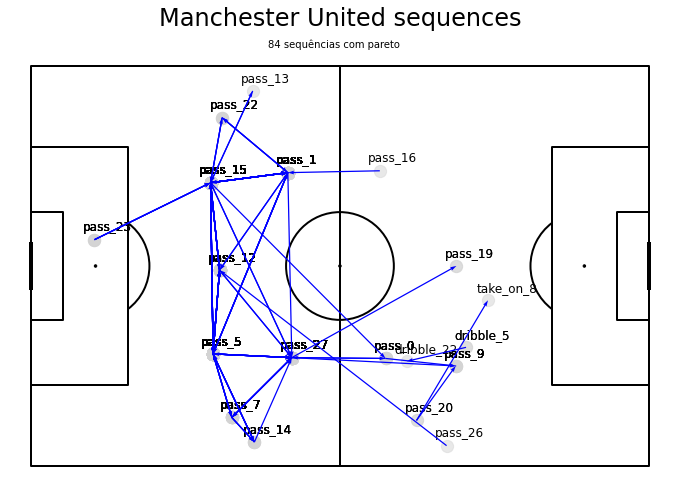 Manchester United sequences
84 sequências com pareto
pass_13
pass_22
pass_1
pass_16
pass_15
pass_23
pass_12
pass_19
take_on_8
dribble_5
pass_5
pass_27
pass_0
dribble_22
pass_9
pass_7
pass_20
pass_14
pass_26